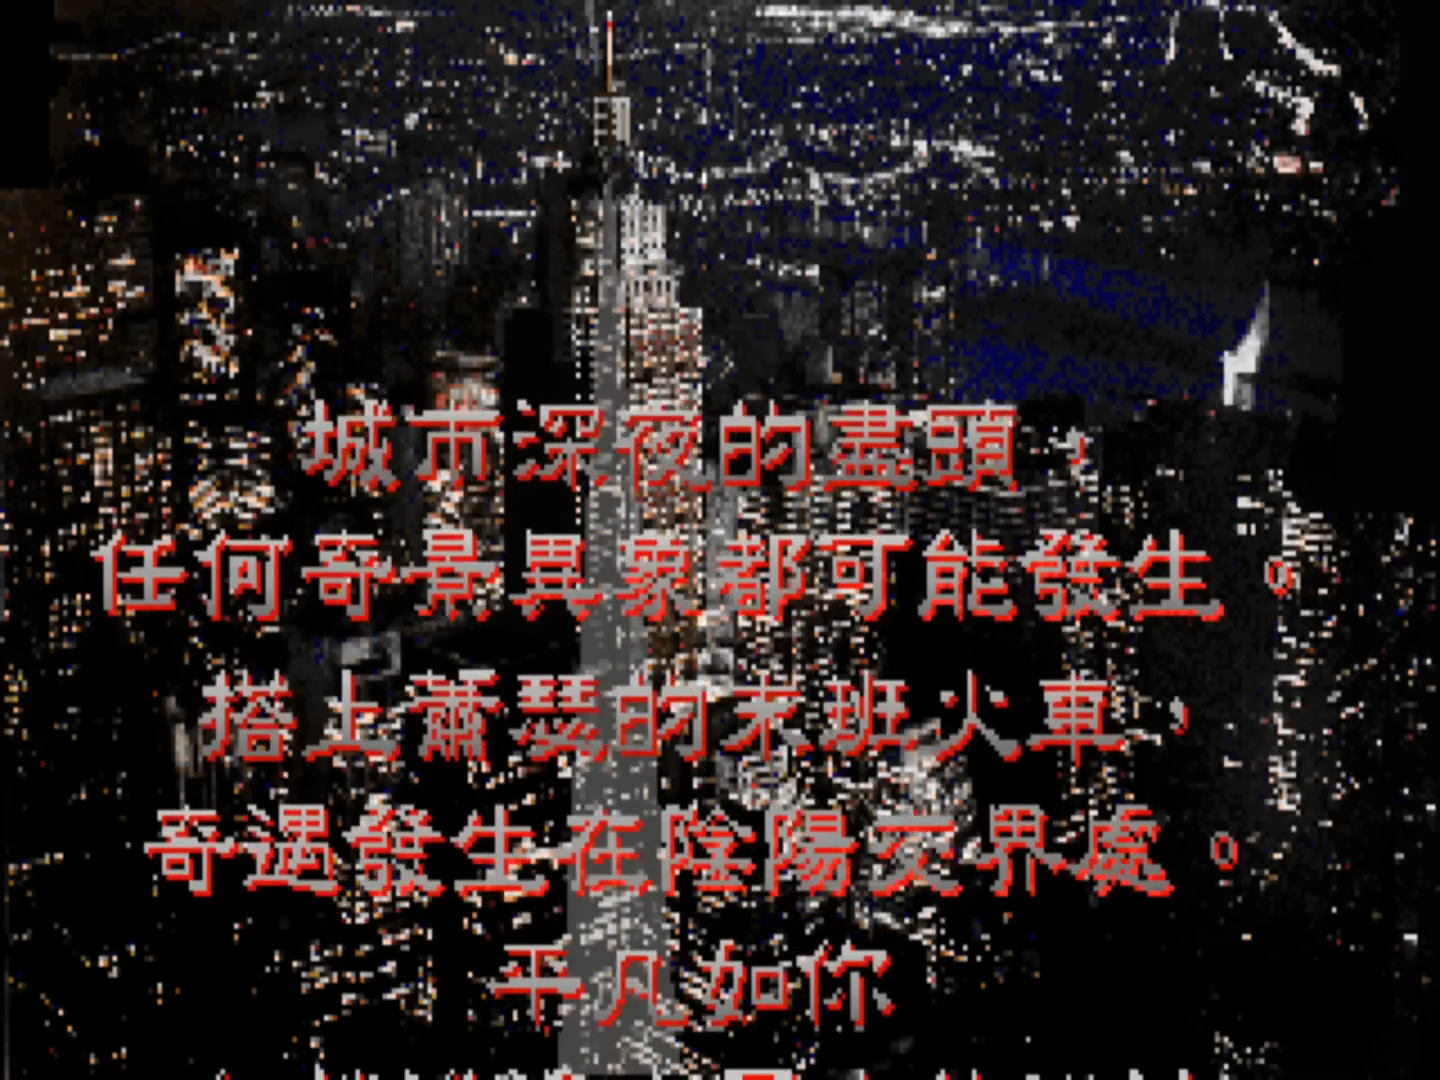 城市深夜的盡頭，
任何奇景異象都可能發生。
搭上蕭瑟的末班火車，
奇遇發生在陰陽交界處。
平凡如你